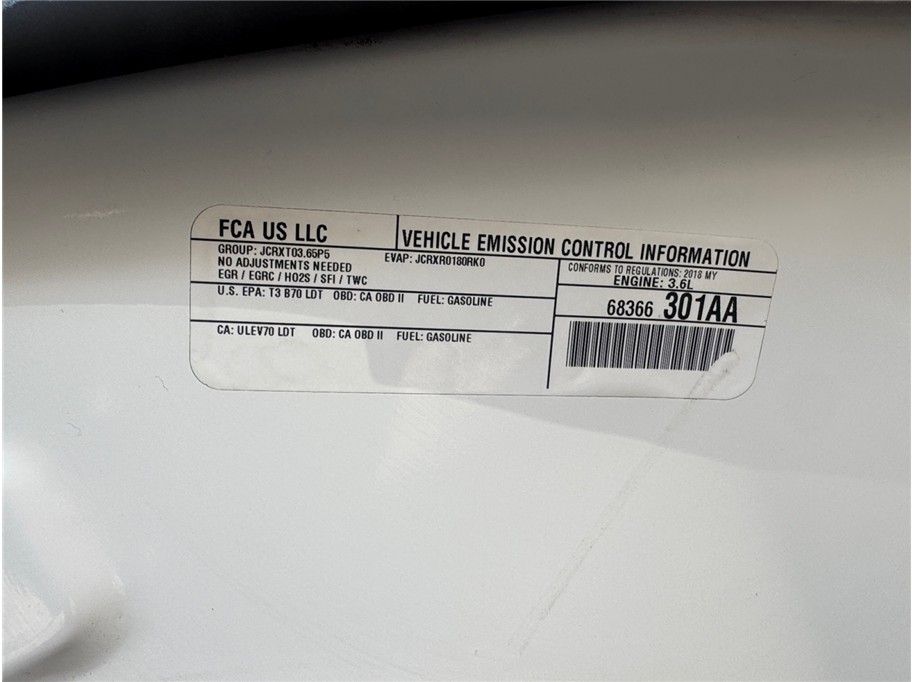 FCA US LLC
VEHICLE EMISSION CONTROL INFORMATION
GROUP: JCRXT03.65P5
EVAP: JCRXR0180RK0
NO ADJUSTMENTS NEEDED
EGR / EGRC / HO2S / SFI / TWC
CONFORMS TO REGULATIONS: 2018 MY
ENGINE: 3.6L
U.S. EPA: T3 B70 LDT OBD: CA OBD II FUEL: GASOLINE
68366 301AA
CA: ULEV70 LDT OBD: CA OBD II FUEL: GASOLINE